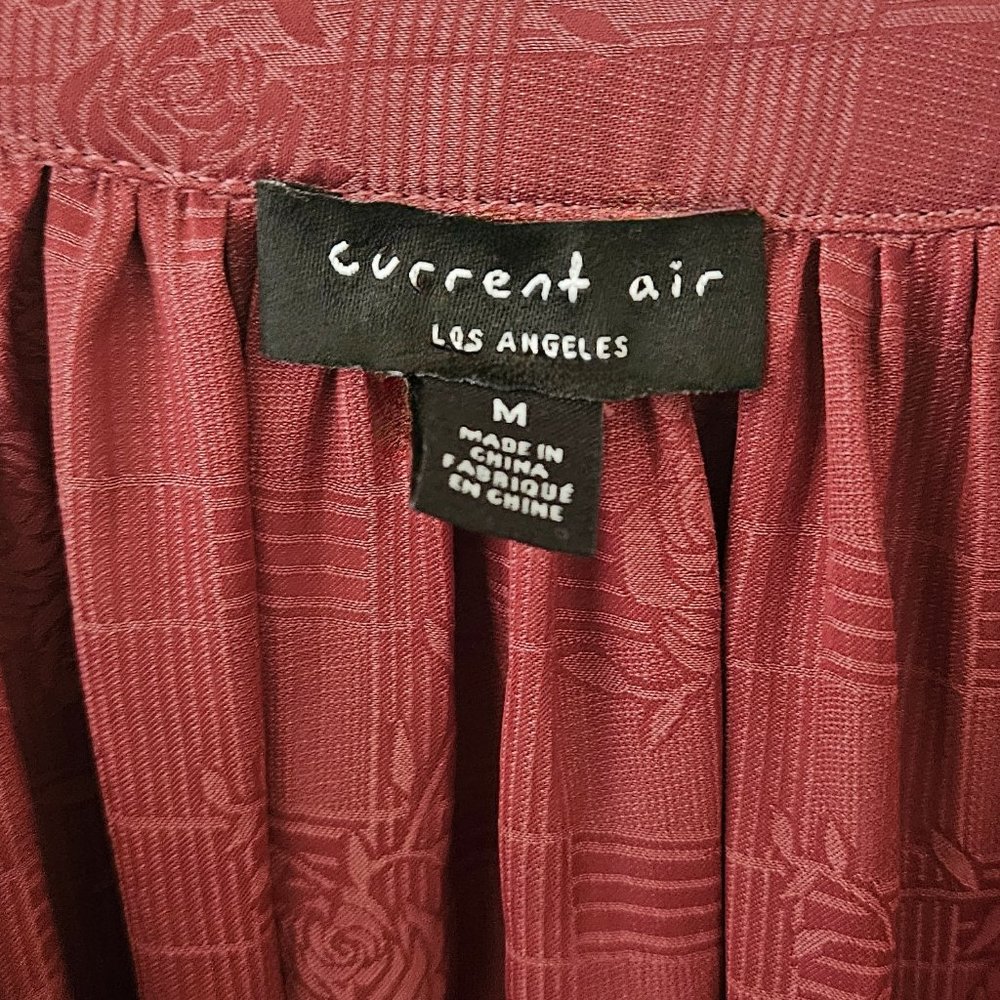 current air
LOS ANGELES
M
MADE IN
CHINA
FABRIQUÉ
EN CHINE